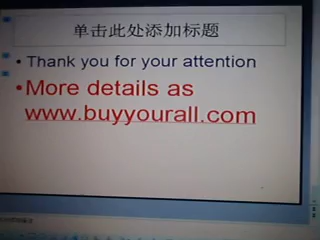 单击此处添加标题
• Thank you for your attention
• More details as
www.buyyourall.com